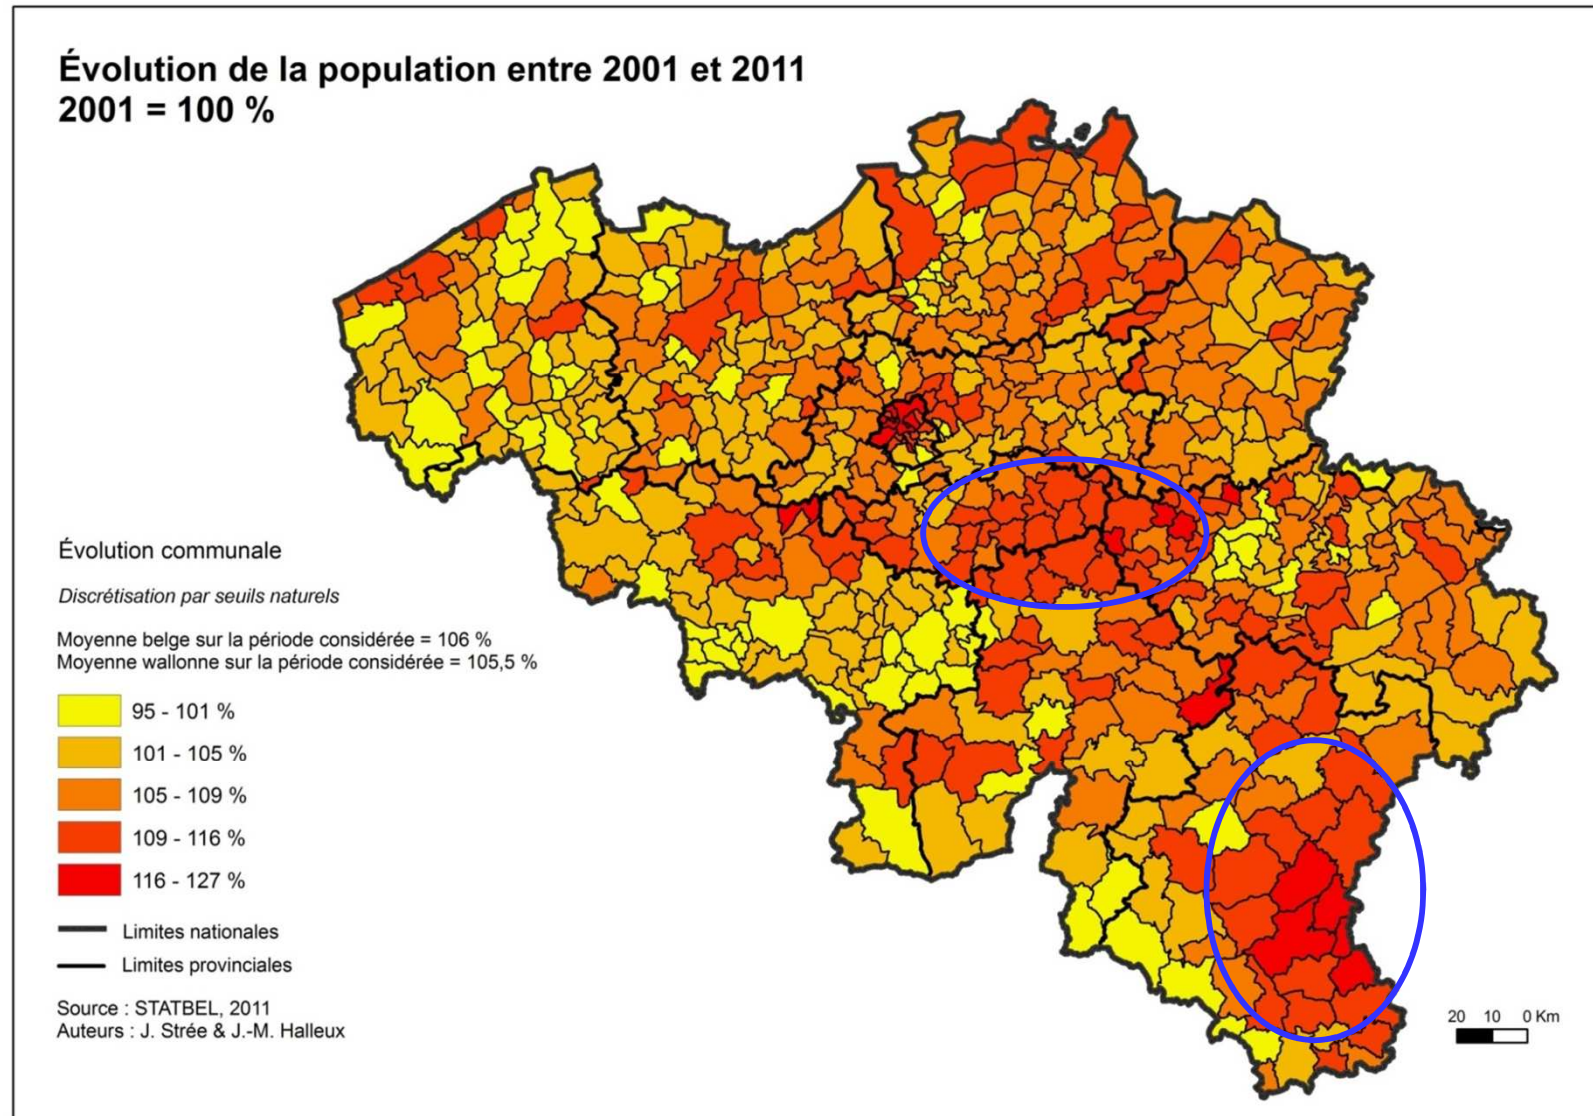 Évolution de la population entre 2001 et 2011
2001 = 100 %
Évolution communale
Discrétisation par seuils naturels
Moyenne belge sur la période considérée = 106 %
Moyenne wallonne sur la période considérée = 105,5 %
95 - 101 %
101 - 105 %
105 - 109 %
109 - 116 %
116 - 127 %
Limites nationales
Limites provinciales
Source : STATBEL, 2011
Auteurs : J. Strée & J.-M. Halleux
20 10 0 Km